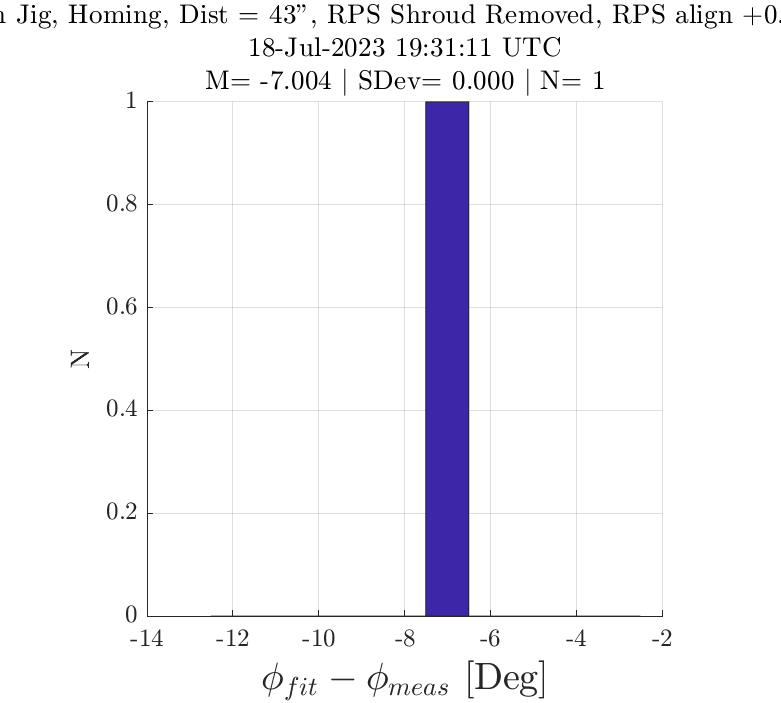 n Jig, Homing, Dist = 43”, RPS Shroud Removed, RPS align +0.
18-Jul-2023 19:31:11 UTC
M= -7.004 | SDev= 0.000 | N= 1
1
0.8
0.6
0.4
0.2
0
N
-14 -12 -10 -8 -6 -4 -2
ϕ_fit − ϕ_meas [Deg]